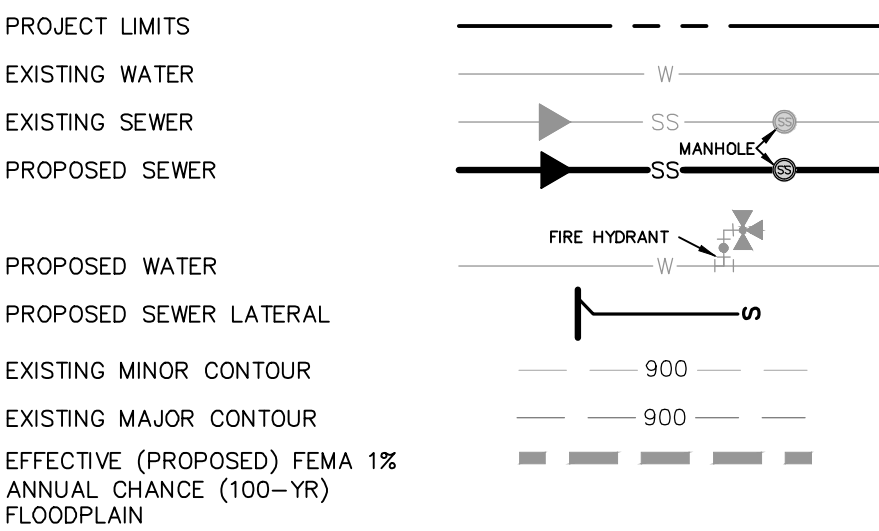 PROJECT LIMITS
EXISTING WATER
W
EXISTING SEWER
SS
SS
MANHOLE
PROPOSED SEWER
SS
SS
FIRE HYDRANT
PROPOSED WATER
W
PROPOSED SEWER LATERAL
S
EXISTING MINOR CONTOUR
900
EXISTING MAJOR CONTOUR
900
EFFECTIVE (PROPOSED) FEMA 1%
ANNUAL CHANCE (100-YR)
FLOODPLAIN